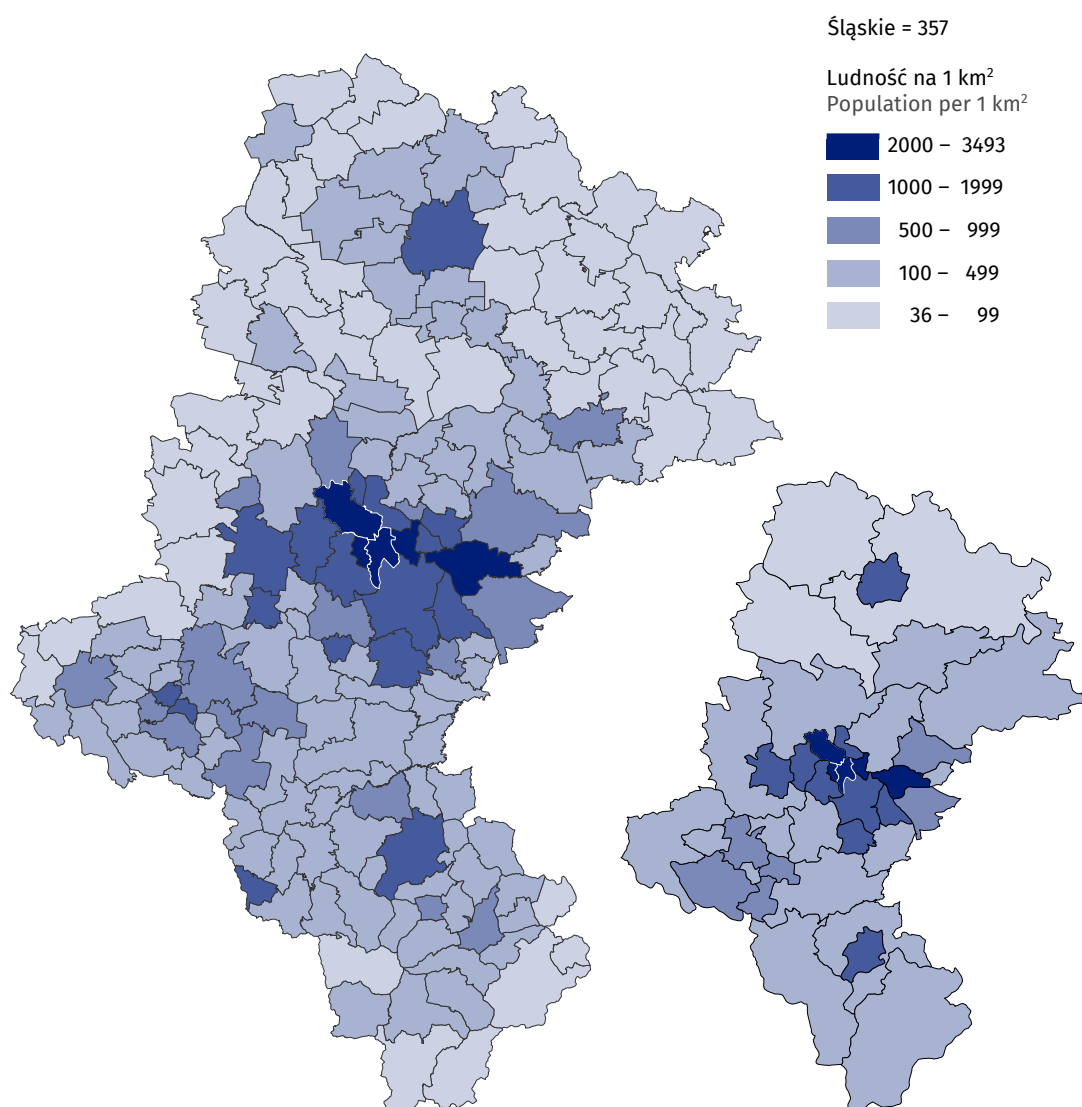 Śląskie = 357
Ludność na 1 km²
Population per 1 km²
2000 – 3493
1000 – 1999
500 – 999
100 – 499
36 – 99